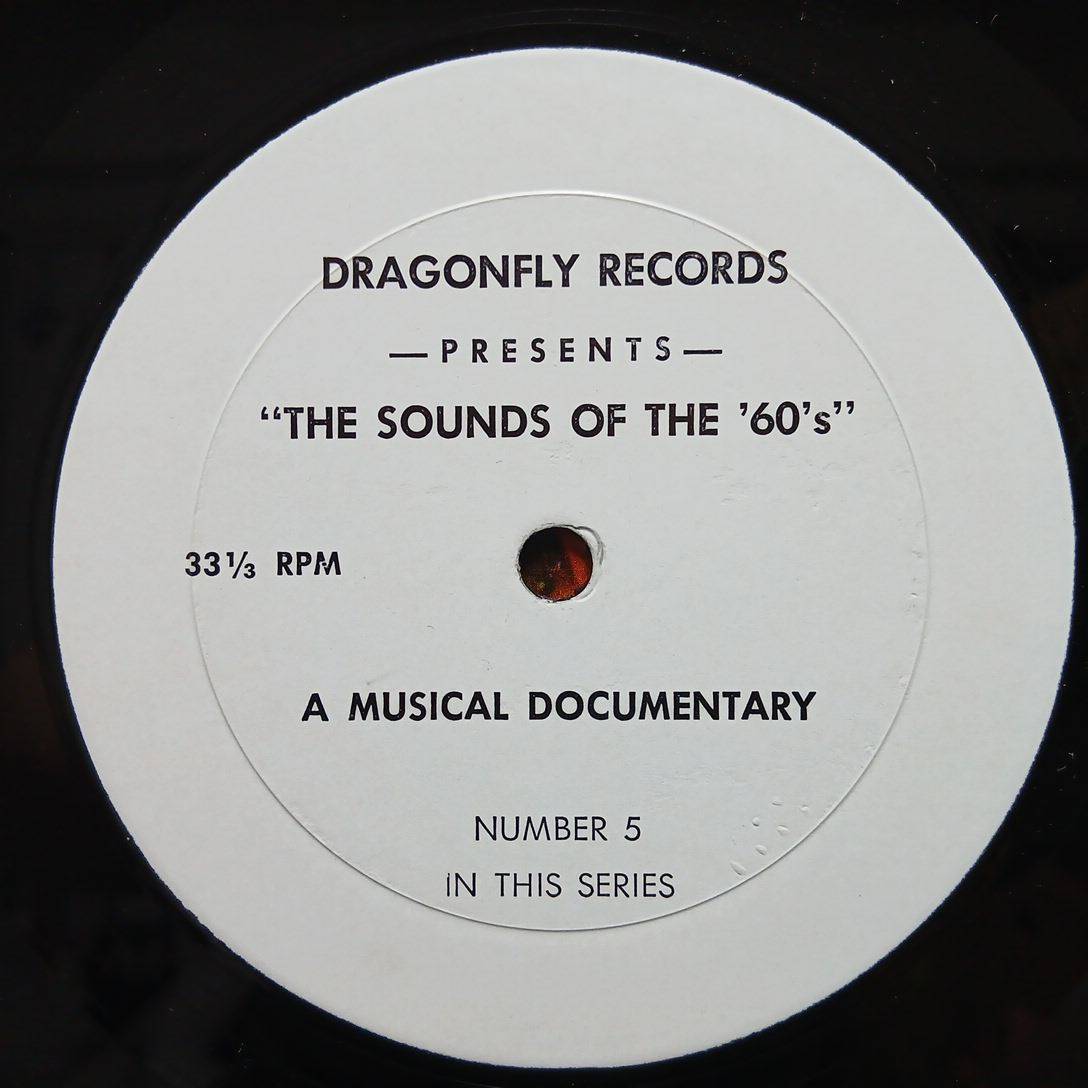 DRAGONFLY RECORDS
—PRESENTS—
“THE SOUNDS OF THE ’60’s”
33⅓ RPM
A MUSICAL DOCUMENTARY
NUMBER 5
IN THIS SERIES